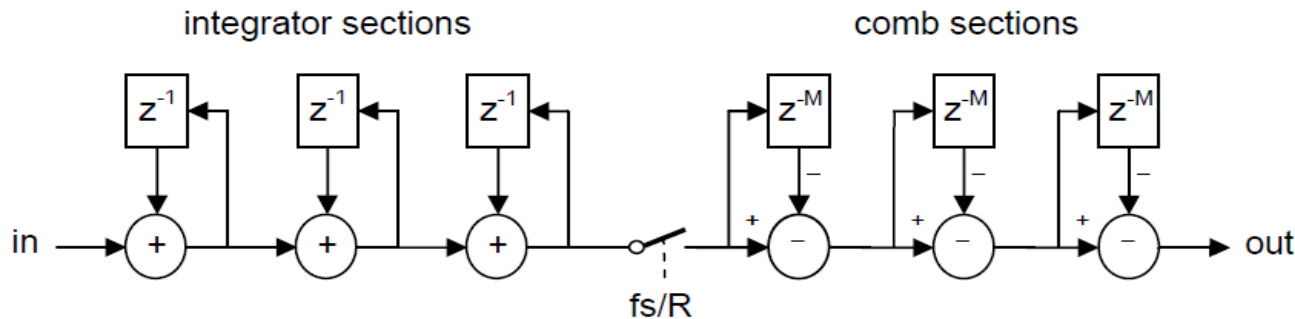 integrator sections comb sections
z⁻¹ z⁻¹ z⁻¹ z⁻ᴹ z⁻ᴹ z⁻ᴹ
− − −
+ + +
in + + + − − − out
fs/R